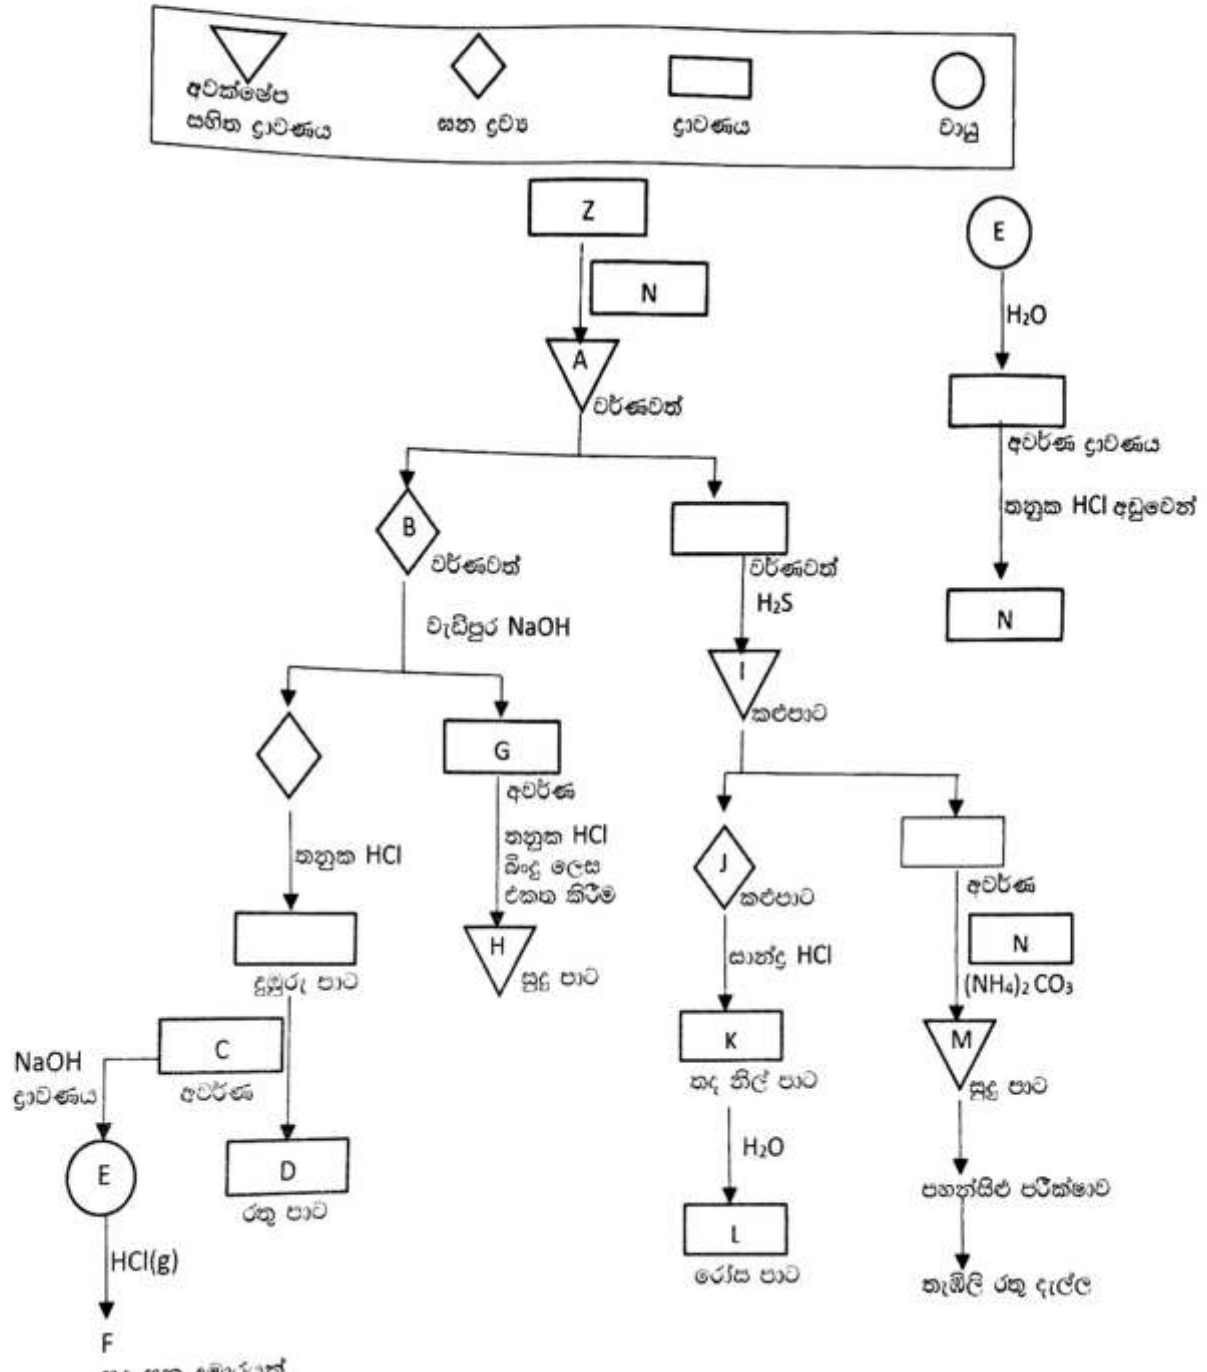 අවක්ෂේප
සහිත ද්‍රාවණය
ඝන ද්‍රව්‍ය
ද්‍රාවණය
වායු
Z
N
A
වර්ණවත්
B
වර්ණවත්
වැඩිපුර NaOH
G
අවර්ණ
තනුක HCl
තනුක HCl
බිංදු ලෙස
එකතු කිරීම
H
සුදු පාට
දුඹුරු පාට
C
අවර්ණ
NaOH
ද්‍රාවණය
E
D
රතු පාට
HCl(g)
F
වර්ණවත්
H₂S
I
කළුපාට
J
කළුපාට
සාන්ද්‍ර HCl
K
තද නිල් පාට
H₂O
L
රෝස පාට
අවර්ණ
N
(NH₄)₂ CO₃
M
සුදු පාට
පහන්සිළු පරීක්ෂාව
තැඹිලි රතු දැල්ල
E
H₂O
අවර්ණ ද්‍රාවණය
තනුක HCl අඩුවෙන්
N